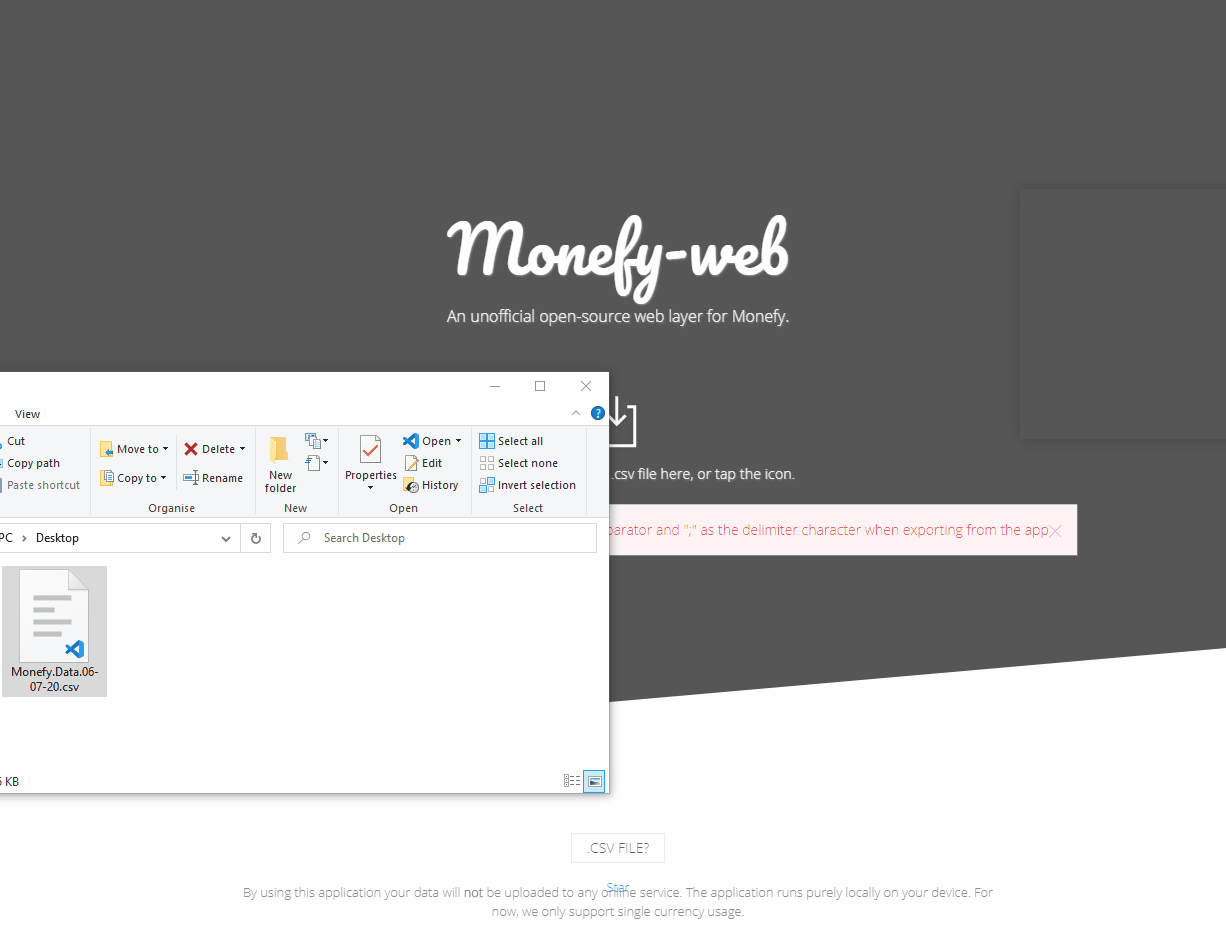 Monefy-web
An unofficial open-source web layer for Monefy.
View
?
Cut
Copy path
Paste shortcut
Move to
Copy to
Delete
Rename
Organise
New
folder
New
Properties
Open
Edit
History
Open
Select all
Select none
Invert selection
Select
.csv file here, or tap the icon.
";" as the delimiter character when exporting from the app
PC > Desktop
Search Desktop
Monefy.Data.06-
07-20.csv
KB
.CSV FILE?
Star
By using this application your data will not be uploaded to any online service. The application runs purely locally on your device. For
now, we only support single currency usage.